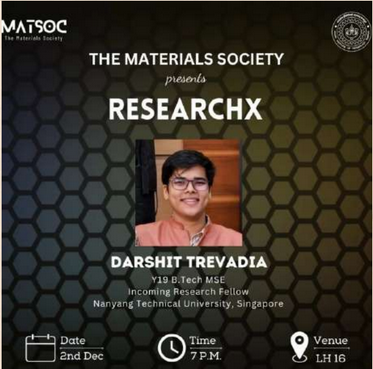 MATSOC
The Materials Society
THE MATERIALS SOCIETY
presents
RESEARCHX
DARSHIT TREVADIA
Y19 B.Tech MSE
Incoming Research Fellow
Nanyang Technical University, Singapore
Date
2nd Dec
Time
7 P.M.
Venue
LH 16